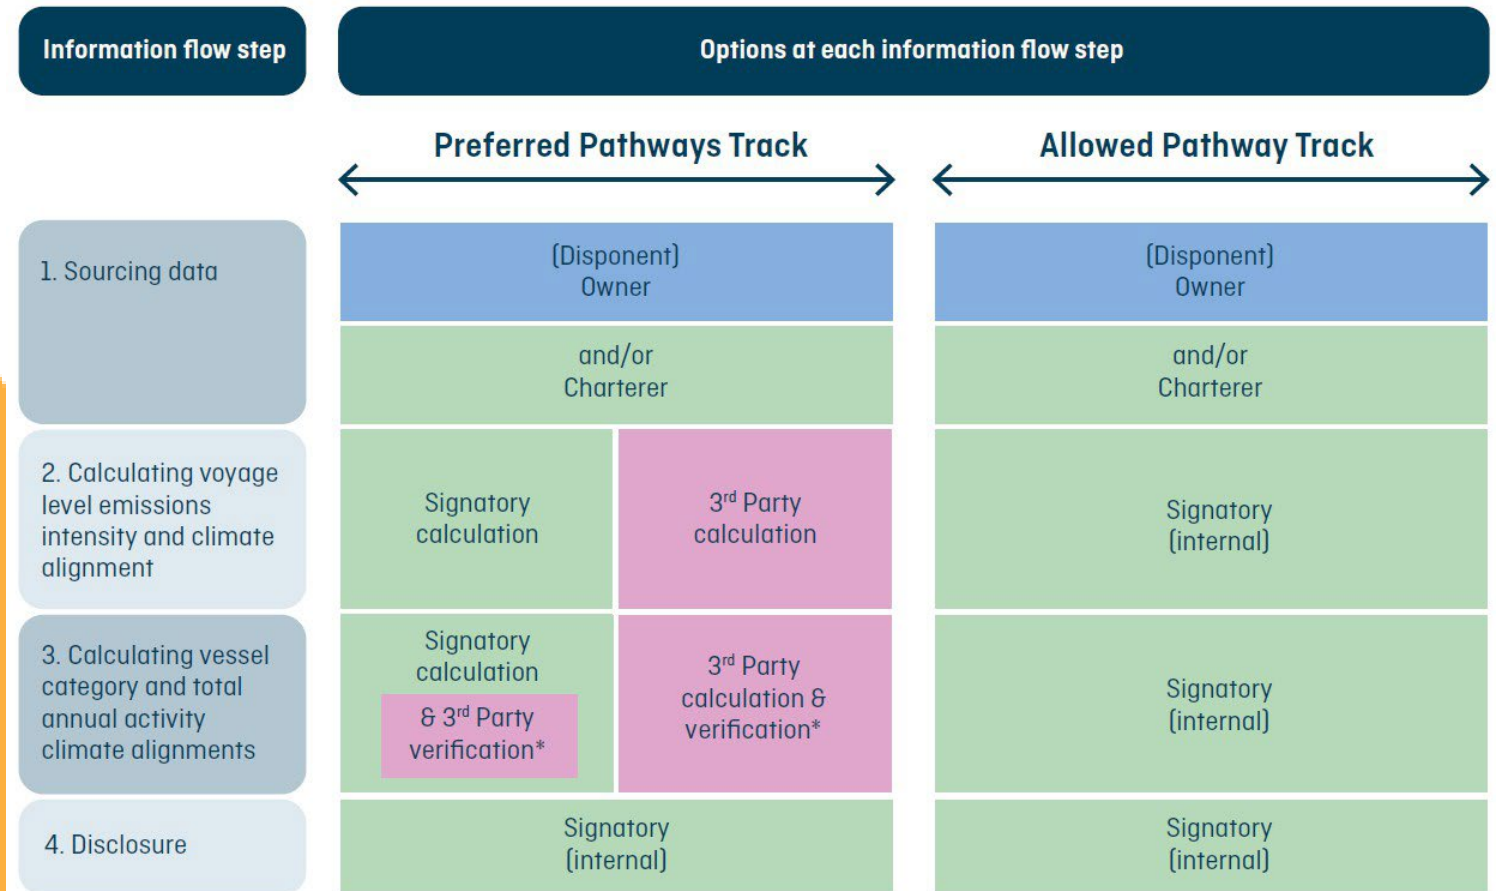 Information flow step
Options at each information flow step
Preferred Pathways Track
Allowed Pathway Track
1. Sourcing data
(Disponent)
Owner
(Disponent)
Owner
and/or
Charterer
and/or
Charterer
2. Calculating voyage
level emissions
intensity and climate
alignment
Signatory
calculation
3rd Party
calculation
Signatory
(internal)
3. Calculating vessel
category and total
annual activity
climate alignments
Signatory
calculation
& 3rd Party
verification*
3rd Party
calculation &
verification*
Signatory
(internal)
4. Disclosure
Signatory
(internal)
Signatory
(internal)